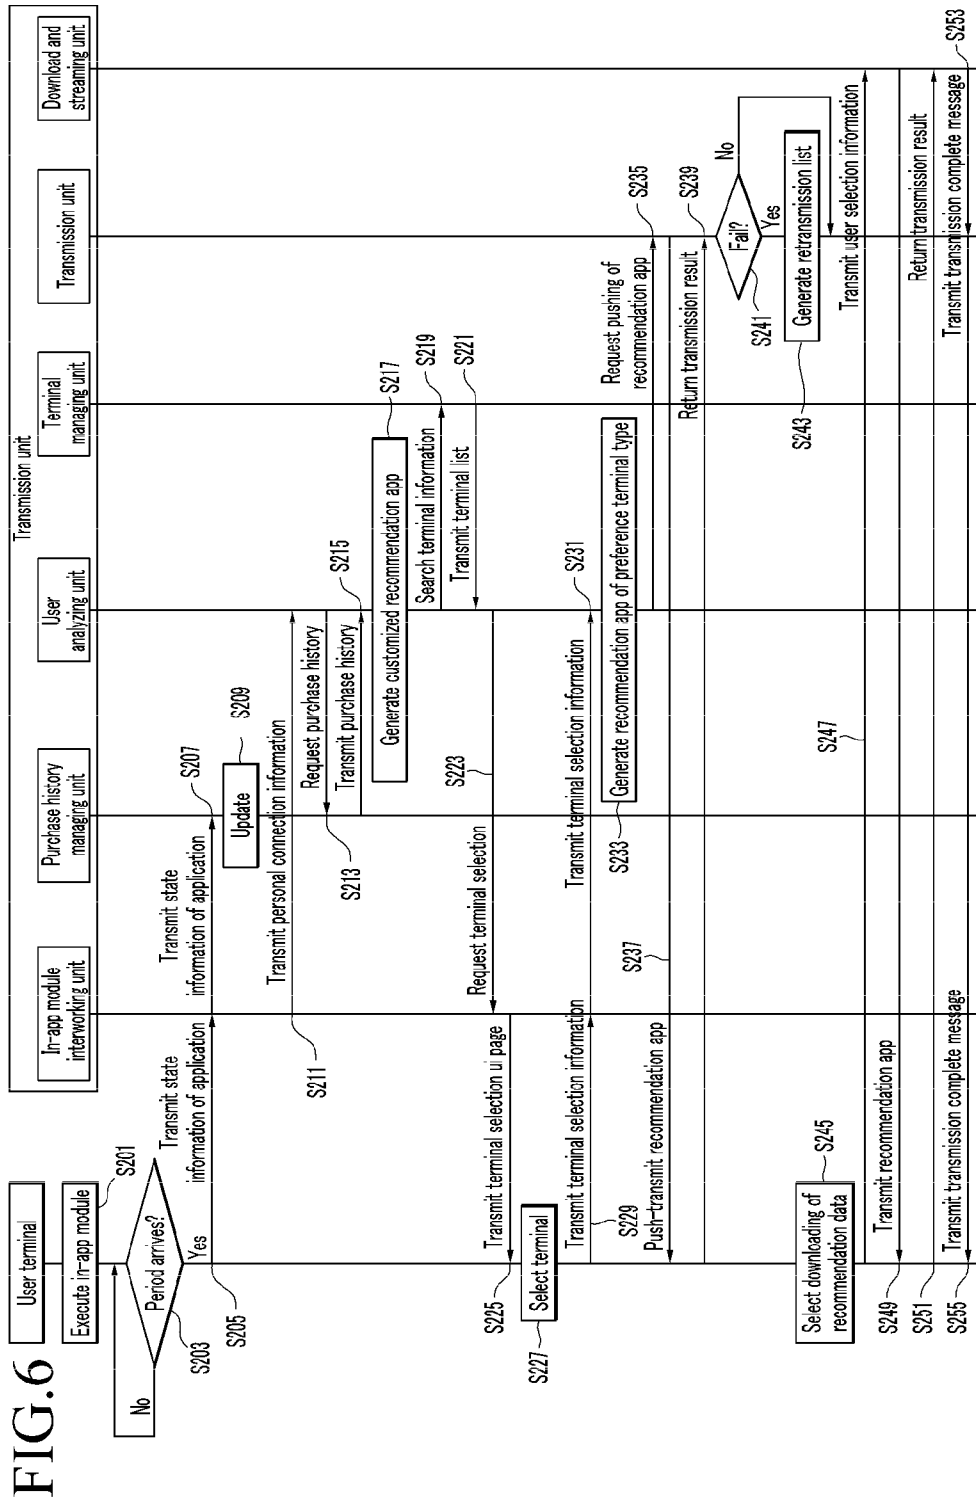 FIG.6
Transmission unit
User terminal
In-app module
interworking unit
Purchase history
managing unit
User
analyzing unit
Terminal
managing unit
Transmission unit
Download and
streaming unit
Execute in-app module
S201
No
Period arrives?
S203
Yes
Transmit state
information of application
S205
Transmit state
information of application
S207
Update
S209
Transmit personal connection information
S211
Request purchase history
S213
Transmit purchase history
S215
Generate customized recommendation app
S217
Search terminal information
S219
Transmit terminal list
S221
Request terminal selection
S223
Transmit terminal selection ui page
S225
Select terminal
S227
Transmit terminal selection information
S229
Transmit terminal selection information
S231
Generate recommendation app of preference terminal type
S233
Request pushing of
recommendation app
S235
Push-transmit recommendation app
S237
Return transmission result
S239
Fail?
S241
No
Yes
Generate retransmission list
S243
Select downloading of
recommendation data
S245
Transmit user selection information
S247
Transmit recommendation app
S249
Return transmission result
S251
Transmit transmission complete message
S253
Transmit transmission complete message
S255